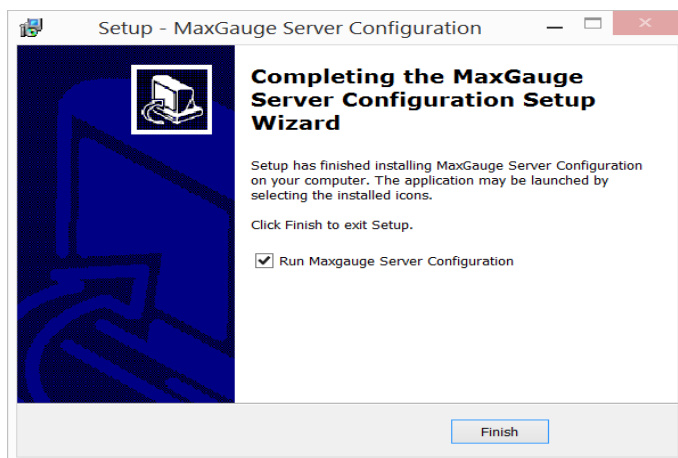 Setup - MaxGauge Server Configuration
Completing the MaxGauge
Server Configuration Setup
Wizard
Setup has finished installing MaxGauge Server Configuration
on your computer. The application may be launched by
selecting the installed icons.
Click Finish to exit Setup.
Run Maxgauge Server Configuration
Finish